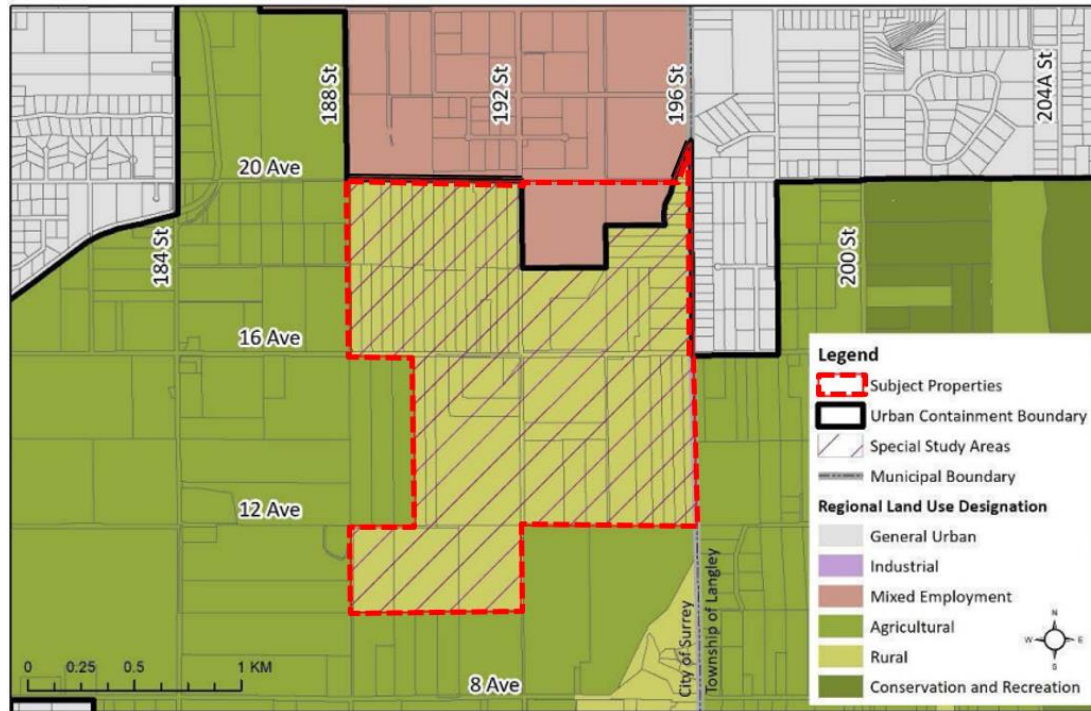 188 St
192 St
196 St
204A St
20 Ave
184 St
200 St
16 Ave
12 Ave
8 Ave
City of Surrey
Township of Langley
0 0.25 0.5 1 KM
Legend
Subject Properties
Urban Containment Boundary
Special Study Areas
Municipal Boundary
Regional Land Use Designation
General Urban
Industrial
Mixed Employment
Agricultural
Rural
Conservation and Recreation
N
W E
S